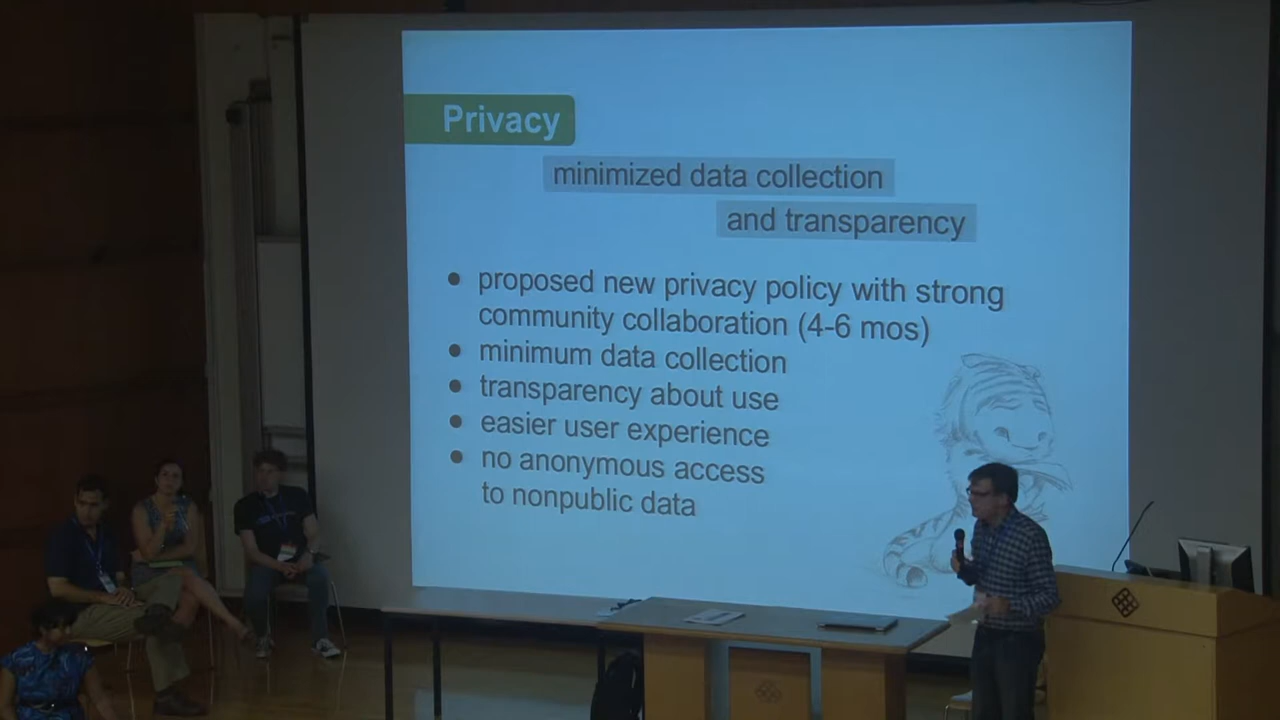 Privacy
minimized data collection
and transparency
proposed new privacy policy with strong
community collaboration (4-6 mos)
minimum data collection
transparency about use
easier user experience
no anonymous access
to nonpublic data